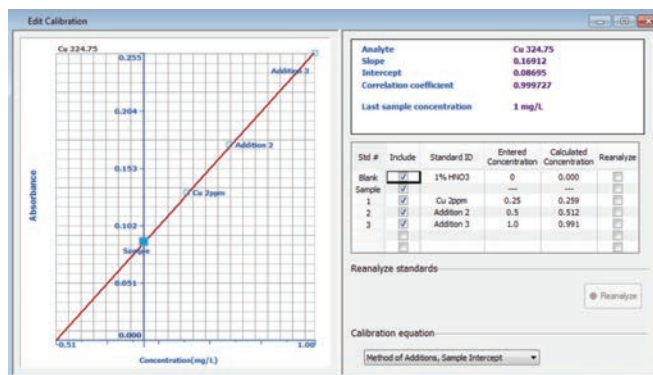 Edit Calibration
Cu 324.75
0.255
Addition 3
0.204
Addition 2
0.153
Cu 2ppm
0.102
Sample
0.051
0.000
-0.51
1.00
Absorbance
Concentration(mg/L)
Analyte Cu 324.75
Slope 0.16912
Intercept 0.08695
Correlation coefficient 0.999727
Last sample concentration 1 mg/L
Std # Include Standard ID Entered Concentration Calculated Concentration Reanalyze
Blank 1% HNO3 0 0.000
Sample --- ---
1 Cu 2ppm 0.25 0.259
2 Addition 2 0.5 0.512
3 Addition 3 1.0 0.991
Reanalyze standards
Reanalyze
Calibration equation
Method of Additions, Sample Intercept